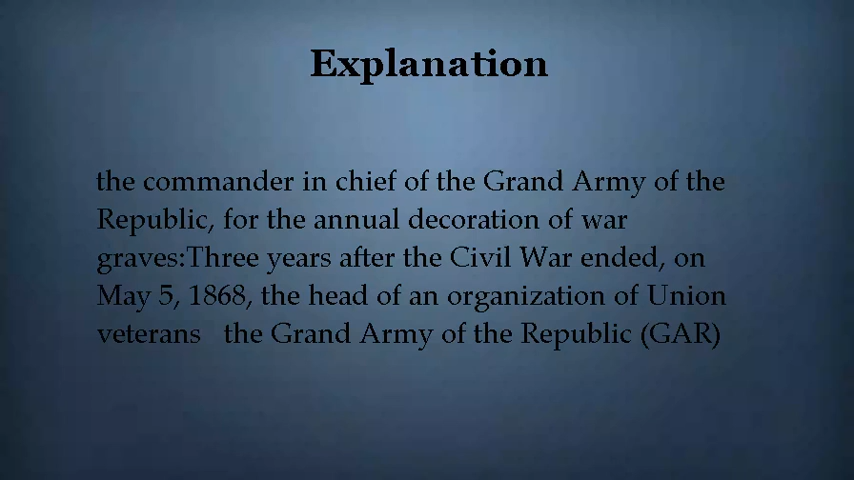 Explanation
the commander in chief of the Grand Army of the
Republic, for the annual decoration of war
graves:Three years after the Civil War ended, on
May 5, 1868, the head of an organization of Union
veterans   the Grand Army of the Republic (GAR)